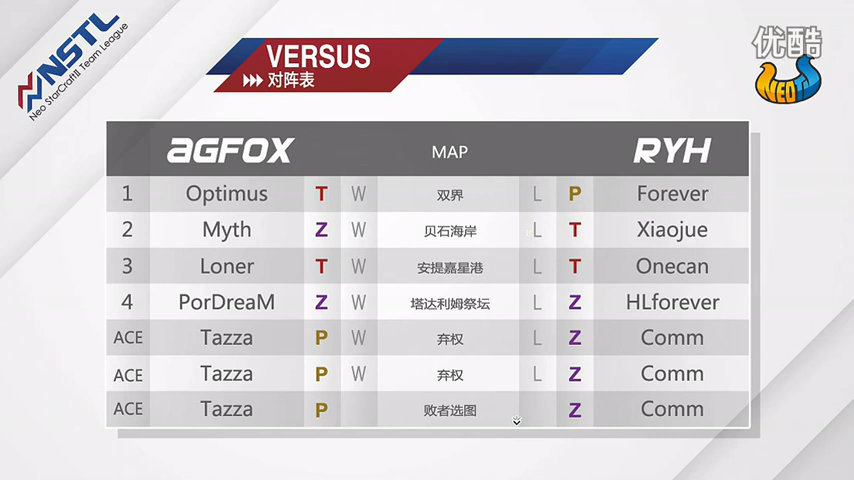 NSTL
Neo StarCraftII Team League
VERSUS
对阵表
优酷
NEOTV
AGFOX MAP RYH
1 Optimus T W 双界 L P Forever
2 Myth Z W 贝石海岸 L T Xiaojue
3 Loner T W 安提嘉星港 L T Onecan
4 PorDreaM Z W 塔达利姆祭坛 L Z HLforever
ACE Tazza P W 弃权 L Z Comm
ACE Tazza P W 弃权 L Z Comm
ACE Tazza P 败者选图 Z Comm